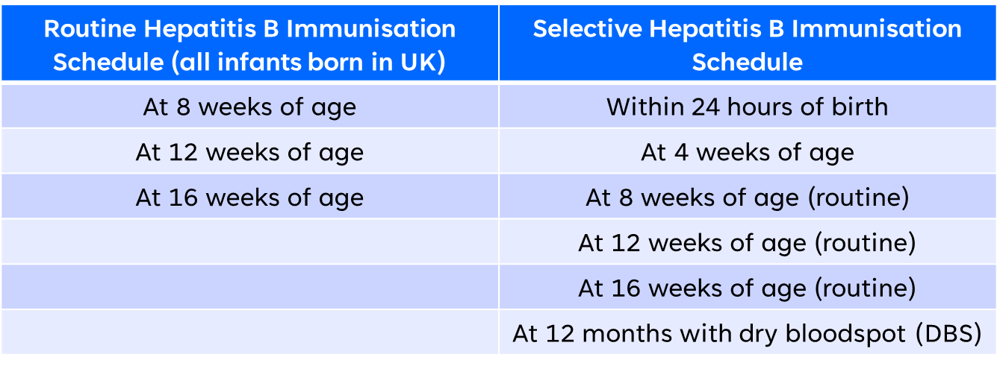 Routine Hepatitis B Immunisation
Schedule (all infants born in UK)
Selective Hepatitis B Immunisation
Schedule
At 8 weeks of age
Within 24 hours of birth
At 12 weeks of age
At 4 weeks of age
At 16 weeks of age
At 8 weeks of age (routine)
At 12 weeks of age (routine)
At 16 weeks of age (routine)
At 12 months with dry bloodspot (DBS)